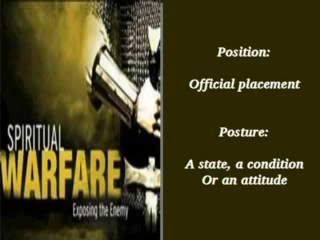 SPIRITUAL
WARFARE
Exposing the Enemy
Position:
Official placement
Posture:
A state, a condition
Or an attitude